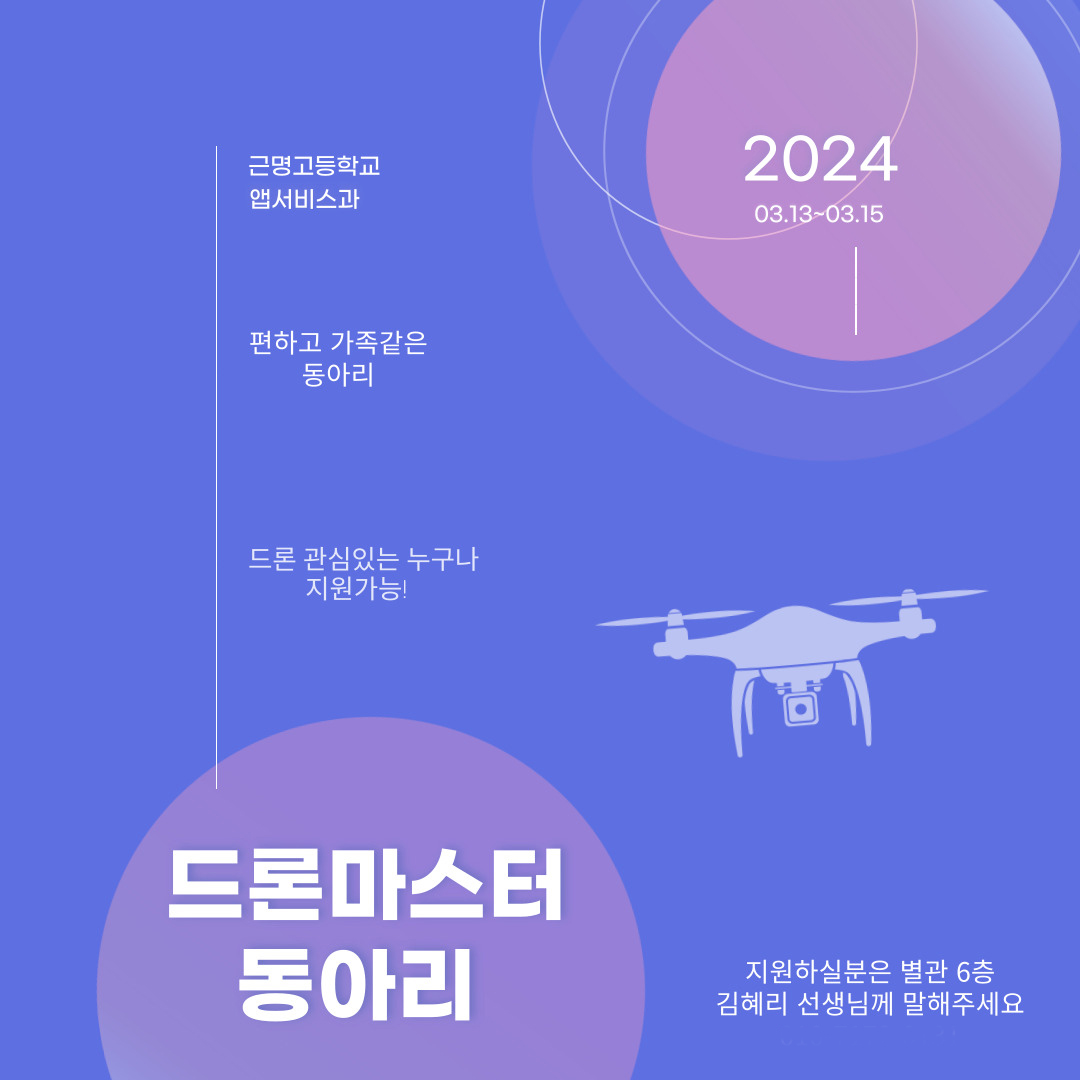 2024
03.13~03.15
근명고등학교
앱서비스과
편하고 가족같은
동아리
드론 관심있는 누구나
지원가능!
드론마스터
동아리
지원하실분은 별관 6층
김혜리 선생님께 말해주세요